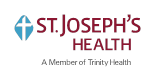 ST. JOSEPH'S
HEALTH
A Member of Trinity Health